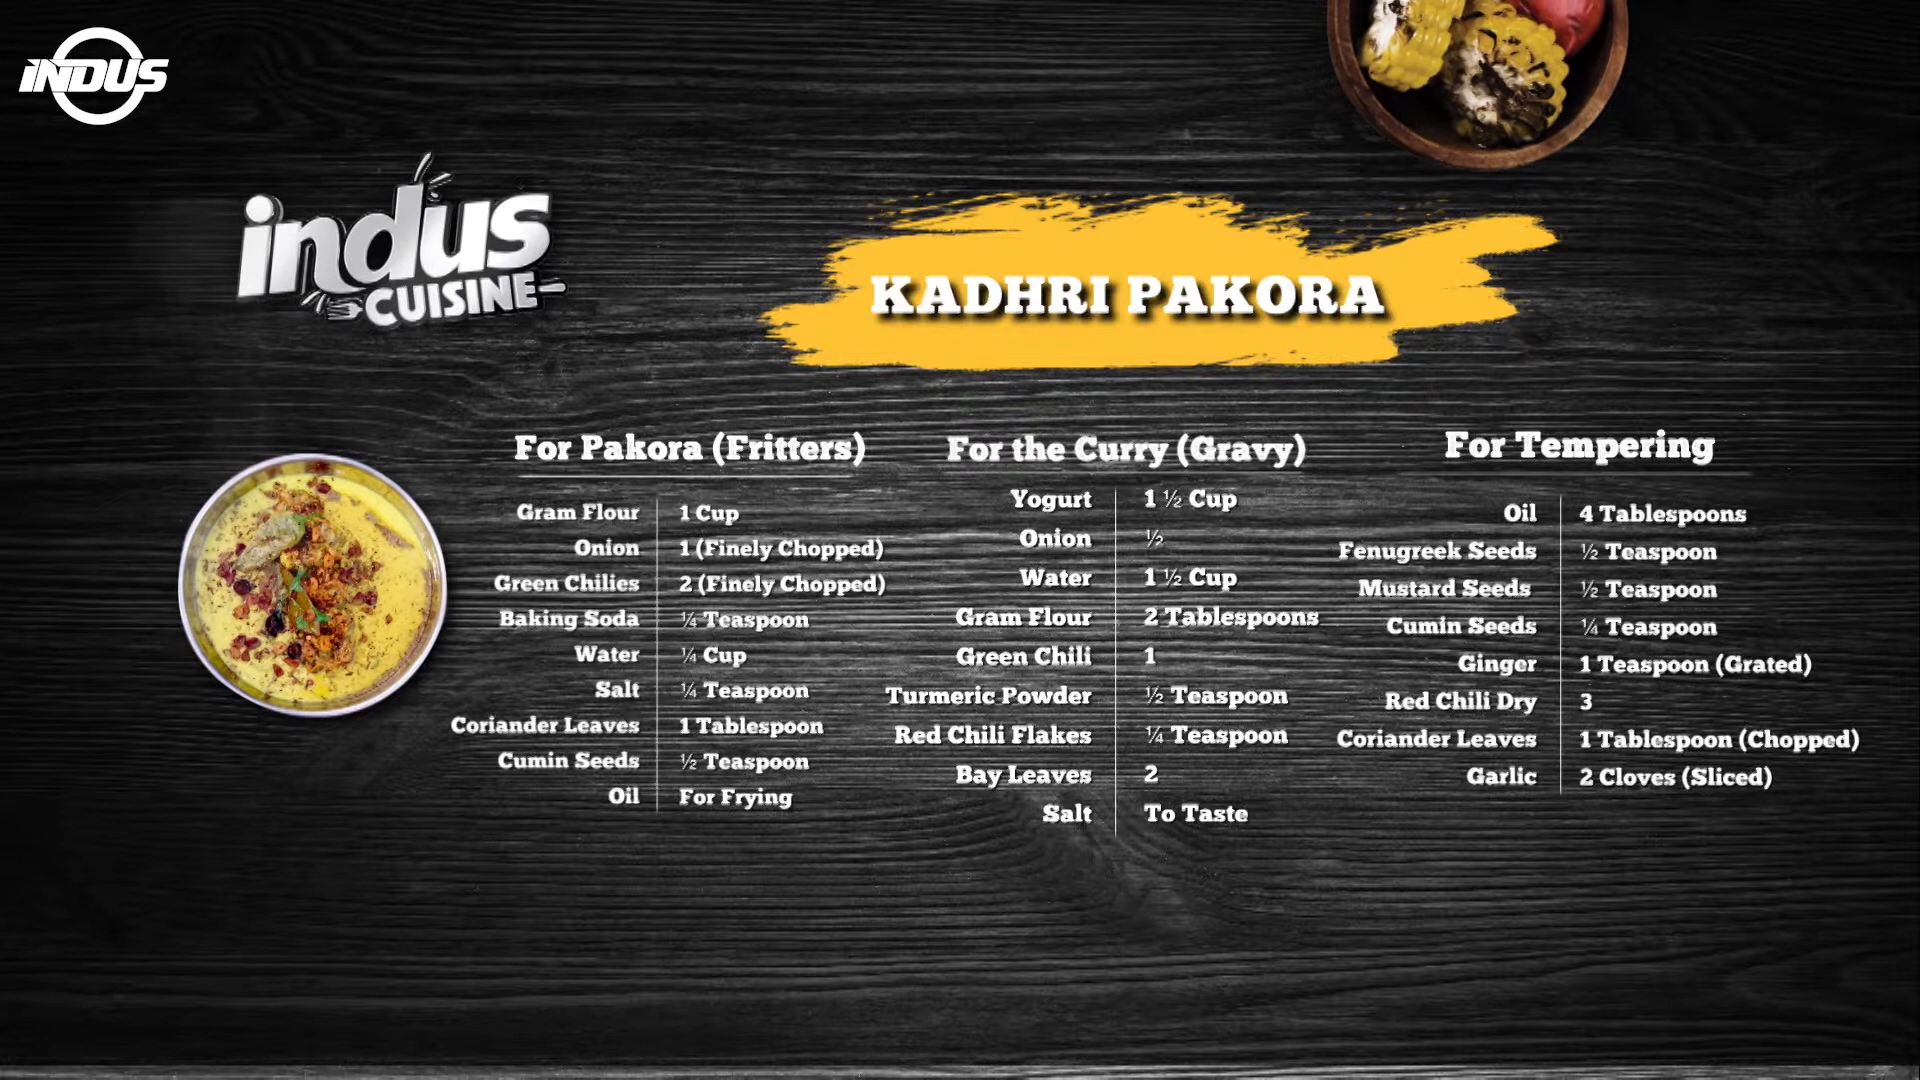 iNDUS
indus
CUISINE
KADHRI PAKORA
For Pakora (Fritters)
Gram Flour 1 Cup
Onion 1 (Finely Chopped)
Green Chilies 2 (Finely Chopped)
Baking Soda ¼ Teaspoon
Water ¼ Cup
Salt ¼ Teaspoon
Coriander Leaves 1 Tablespoon
Cumin Seeds ½ Teaspoon
Oil For Frying
For the Curry (Gravy)
Yogurt 1 ½ Cup
Onion ½
Water 1 ½ Cup
Gram Flour 2 Tablespoons
Green Chili 1
Turmeric Powder ½ Teaspoon
Red Chili Flakes ¼ Teaspoon
Bay Leaves 2
Salt To Taste
For Tempering
Oil 4 Tablespoons
Fenugreek Seeds ½ Teaspoon
Mustard Seeds ½ Teaspoon
Cumin Seeds ¼ Teaspoon
Ginger 1 Teaspoon (Grated)
Red Chili Dry 3
Coriander Leaves 1 Tablespoon (Chopped)
Garlic 2 Cloves (Sliced)